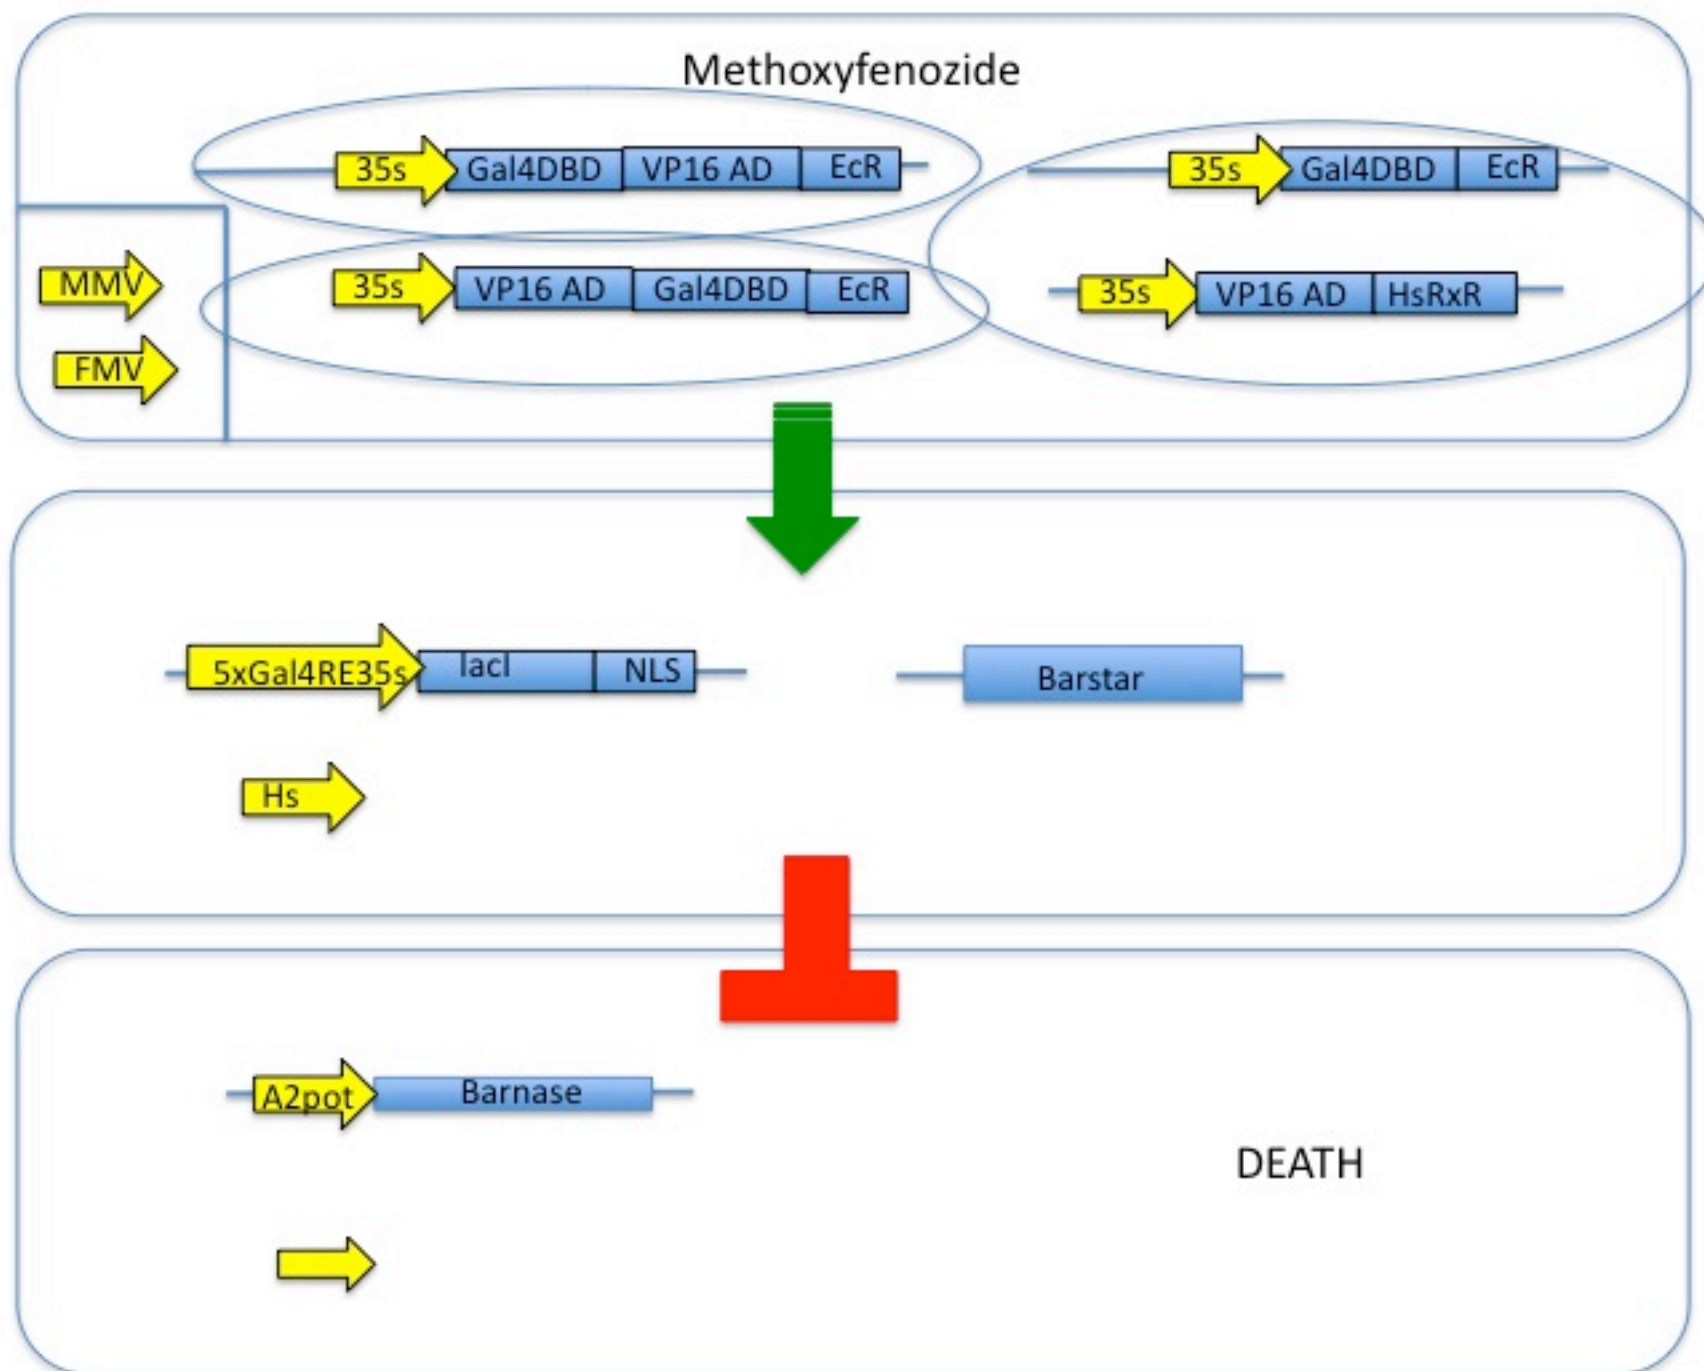 Methoxyfenozide
35s Gal4DBD VP16 AD EcR
35s Gal4DBD EcR
MMV
35s VP16 AD Gal4DBD EcR
35s VP16 AD HsRxR
FMV
5xGal4RE35s lacI NLS
Barstar
Hs
A2pot Barnase
DEATH